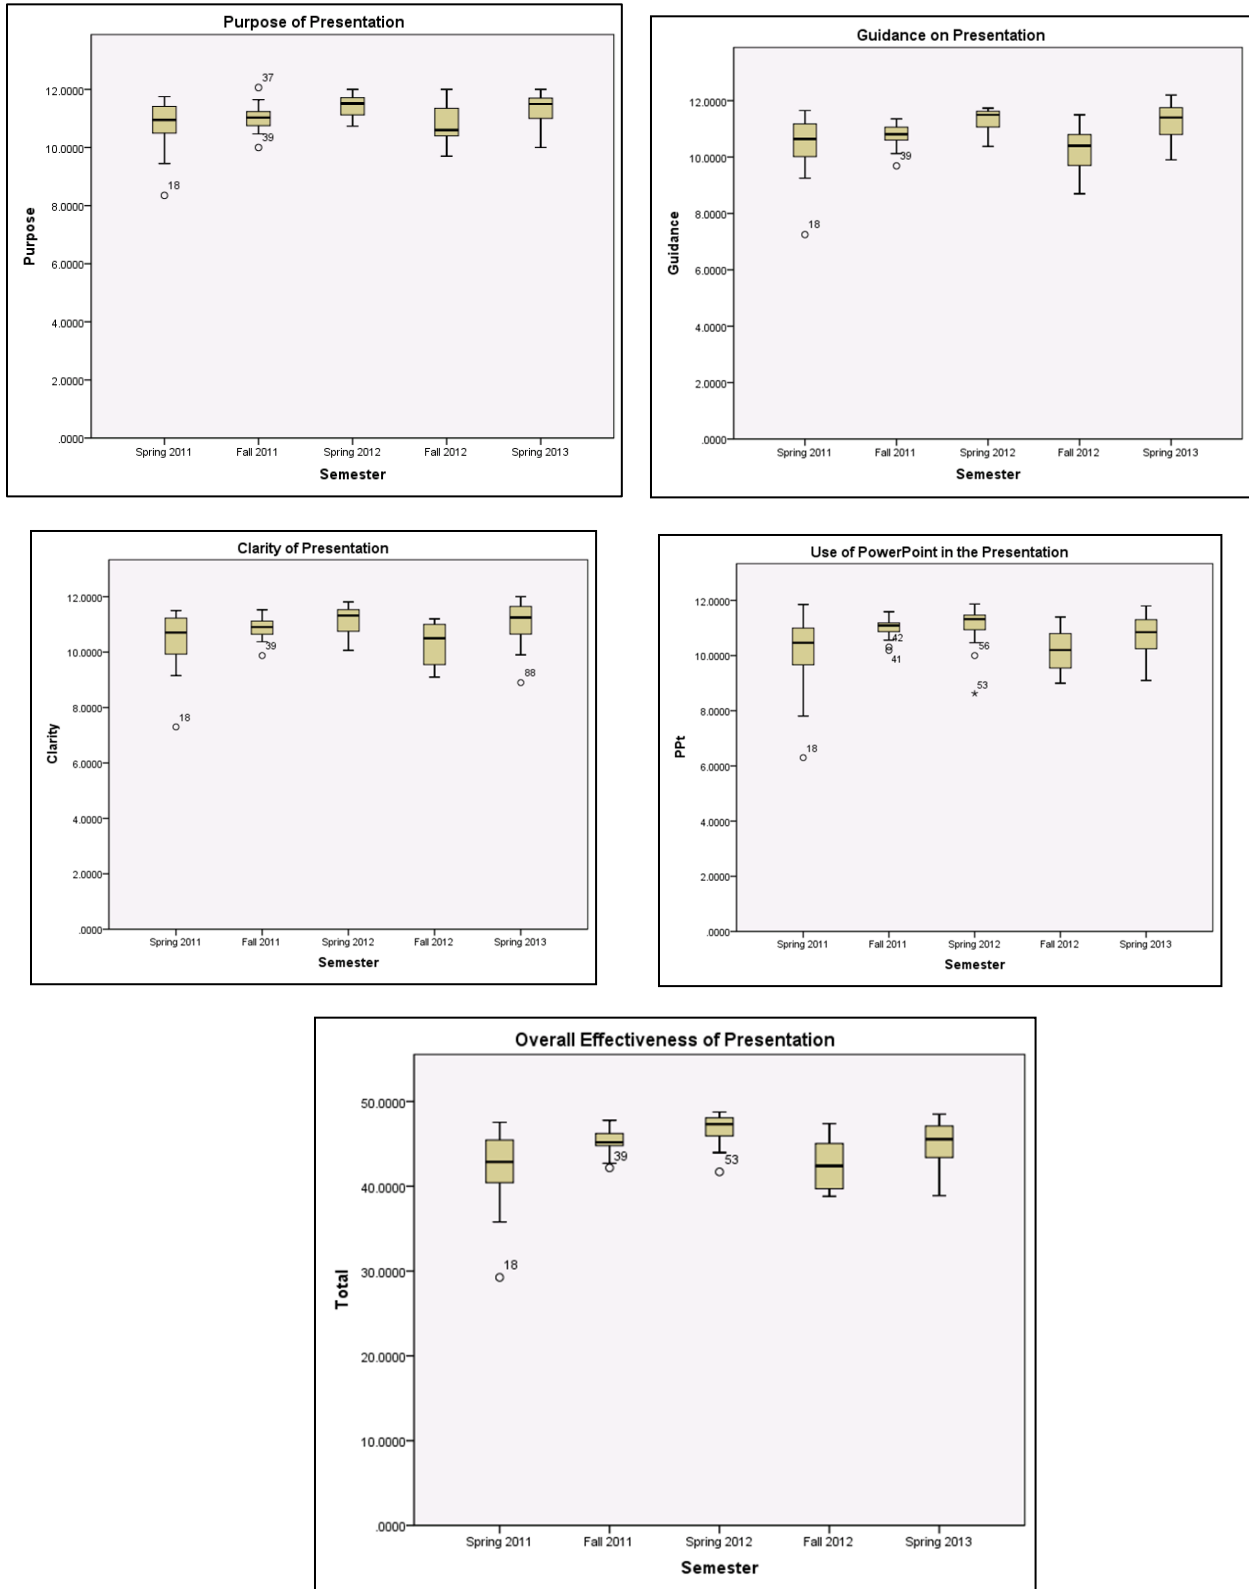 Purpose of Presentation
12.0000
10.0000
8.0000
6.0000
4.0000
2.0000
.0000
Purpose
37
39
18
Spring 2011 Fall 2011 Spring 2012 Fall 2012 Spring 2013
Semester
Guidance on Presentation
12.0000
10.0000
8.0000
6.0000
4.0000
2.0000
.0000
Guidance
39
18
Spring 2011 Fall 2011 Spring 2012 Fall 2012 Spring 2013
Semester
Clarity of Presentation
12.0000
10.0000
8.0000
6.0000
4.0000
2.0000
.0000
Clarity
39
88
18
Spring 2011 Fall 2011 Spring 2012 Fall 2012 Spring 2013
Semester
Use of PowerPoint in the Presentation
12.0000
10.0000
8.0000
6.0000
4.0000
2.0000
.0000
PPt
42
41
56
53
18
Spring 2011 Fall 2011 Spring 2012 Fall 2012 Spring 2013
Semester
Overall Effectiveness of Presentation
50.0000
40.0000
30.0000
20.0000
10.0000
.0000
Total
39
53
18
Spring 2011 Fall 2011 Spring 2012 Fall 2012 Spring 2013
Semester